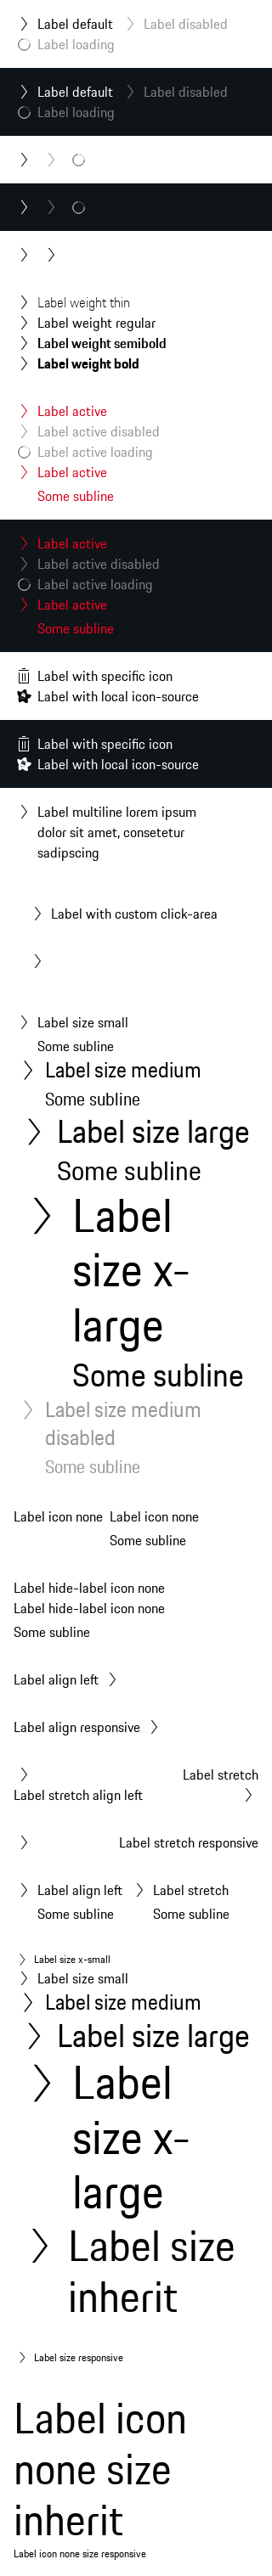 Label default Label disabled
Label loading
Label default Label disabled
Label loading
Label weight thin
Label weight regular
Label weight semibold
Label weight bold
Label active
Label active disabled
Label active loading
Label active
Some subline
Label active
Label active disabled
Label active loading
Label active
Some subline
Label with specific icon
Label with local icon-source
Label with specific icon
Label with local icon-source
Label multiline lorem ipsum
dolor sit amet, consetetur
sadipscing
Label with custom click-area
Label size small
Some subline
Label size medium
Some subline
Label size large
Some subline
Label
size x-
large
Some subline
Label size medium
disabled
Some subline
Label icon none Label icon none
Some subline
Label hide-label icon none
Label hide-label icon none
Some subline
Label align left
Label align responsive
Label stretch
Label stretch align left
Label stretch responsive
Label align left Label stretch
Some subline Some subline
Label size x-small
Label size small
Label size medium
Label size large
Label
size x-
large
Label size
inherit
Label size responsive
Label icon
none size
inherit
Label icon none size responsive